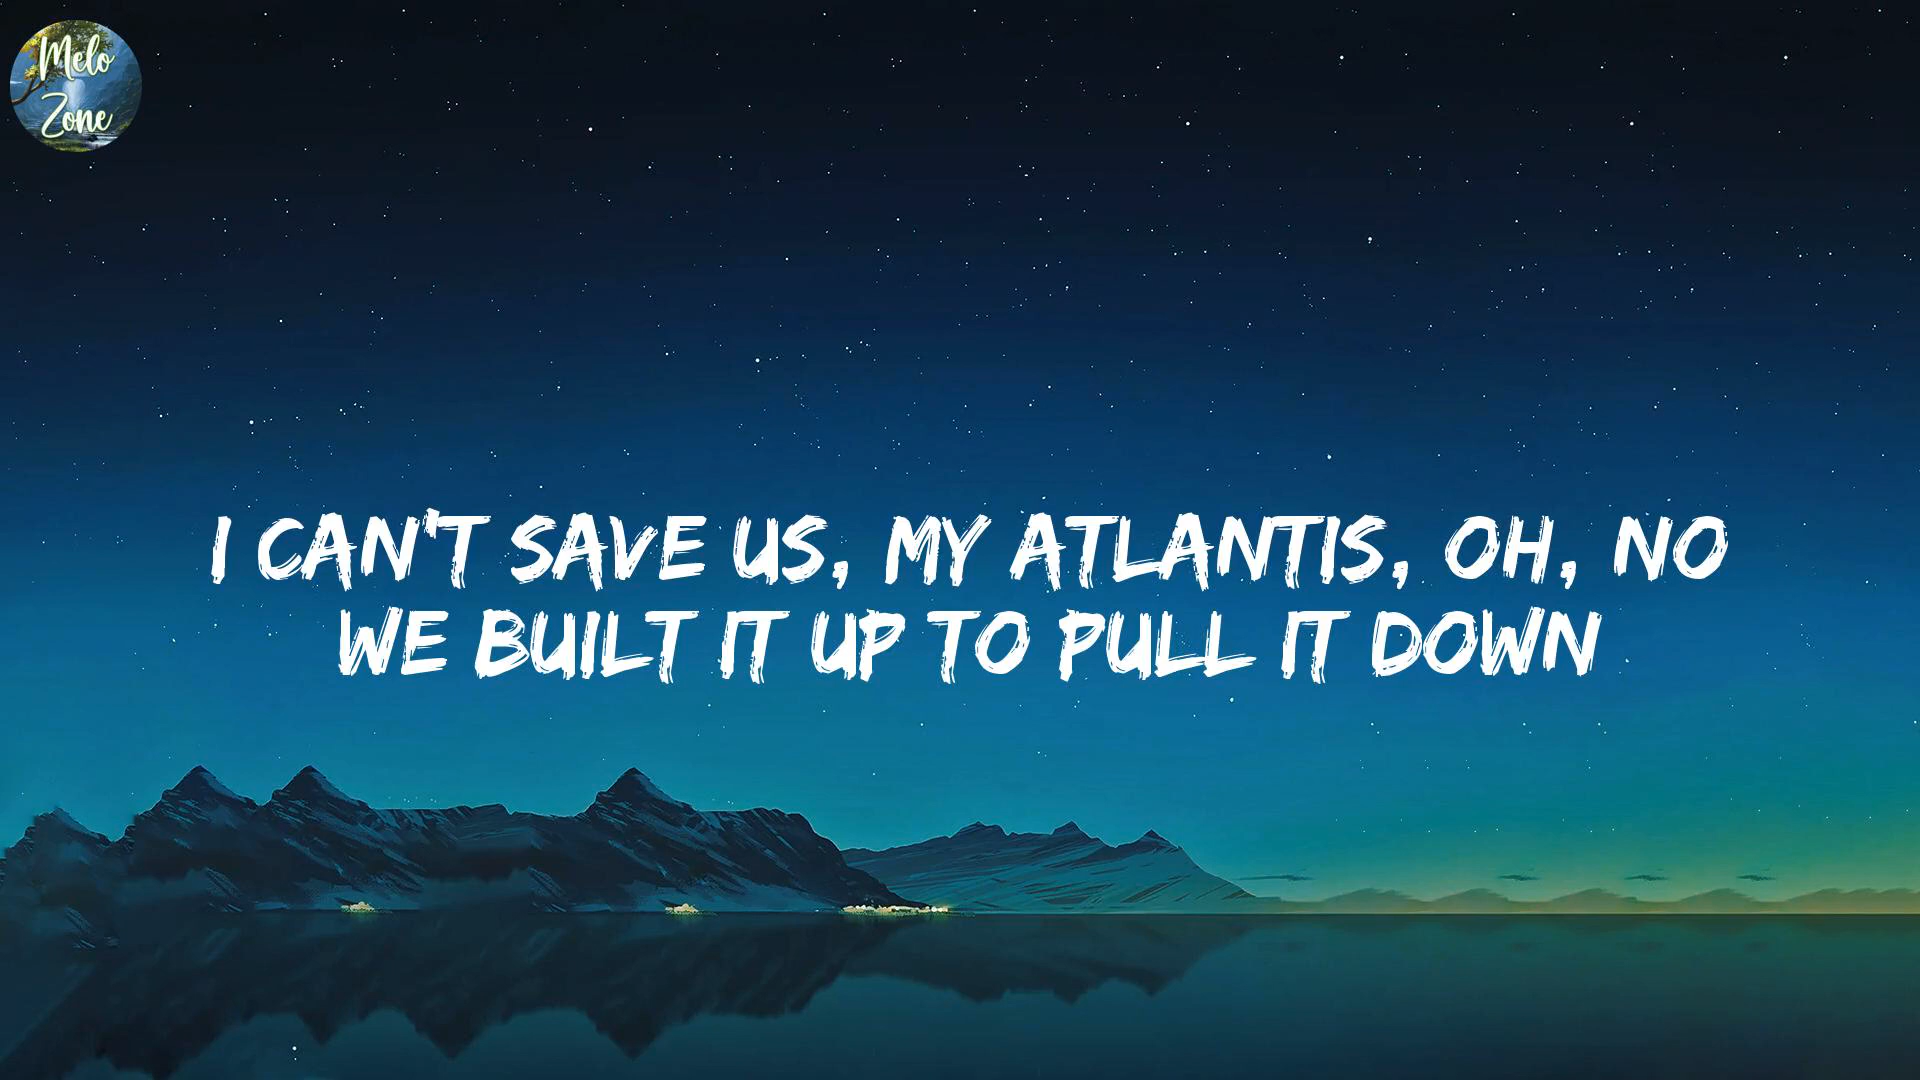 Melo
Zone
I CAN'T SAVE US, MY ATLANTIS, OH, NO
WE BUILT IT UP TO PULL IT DOWN